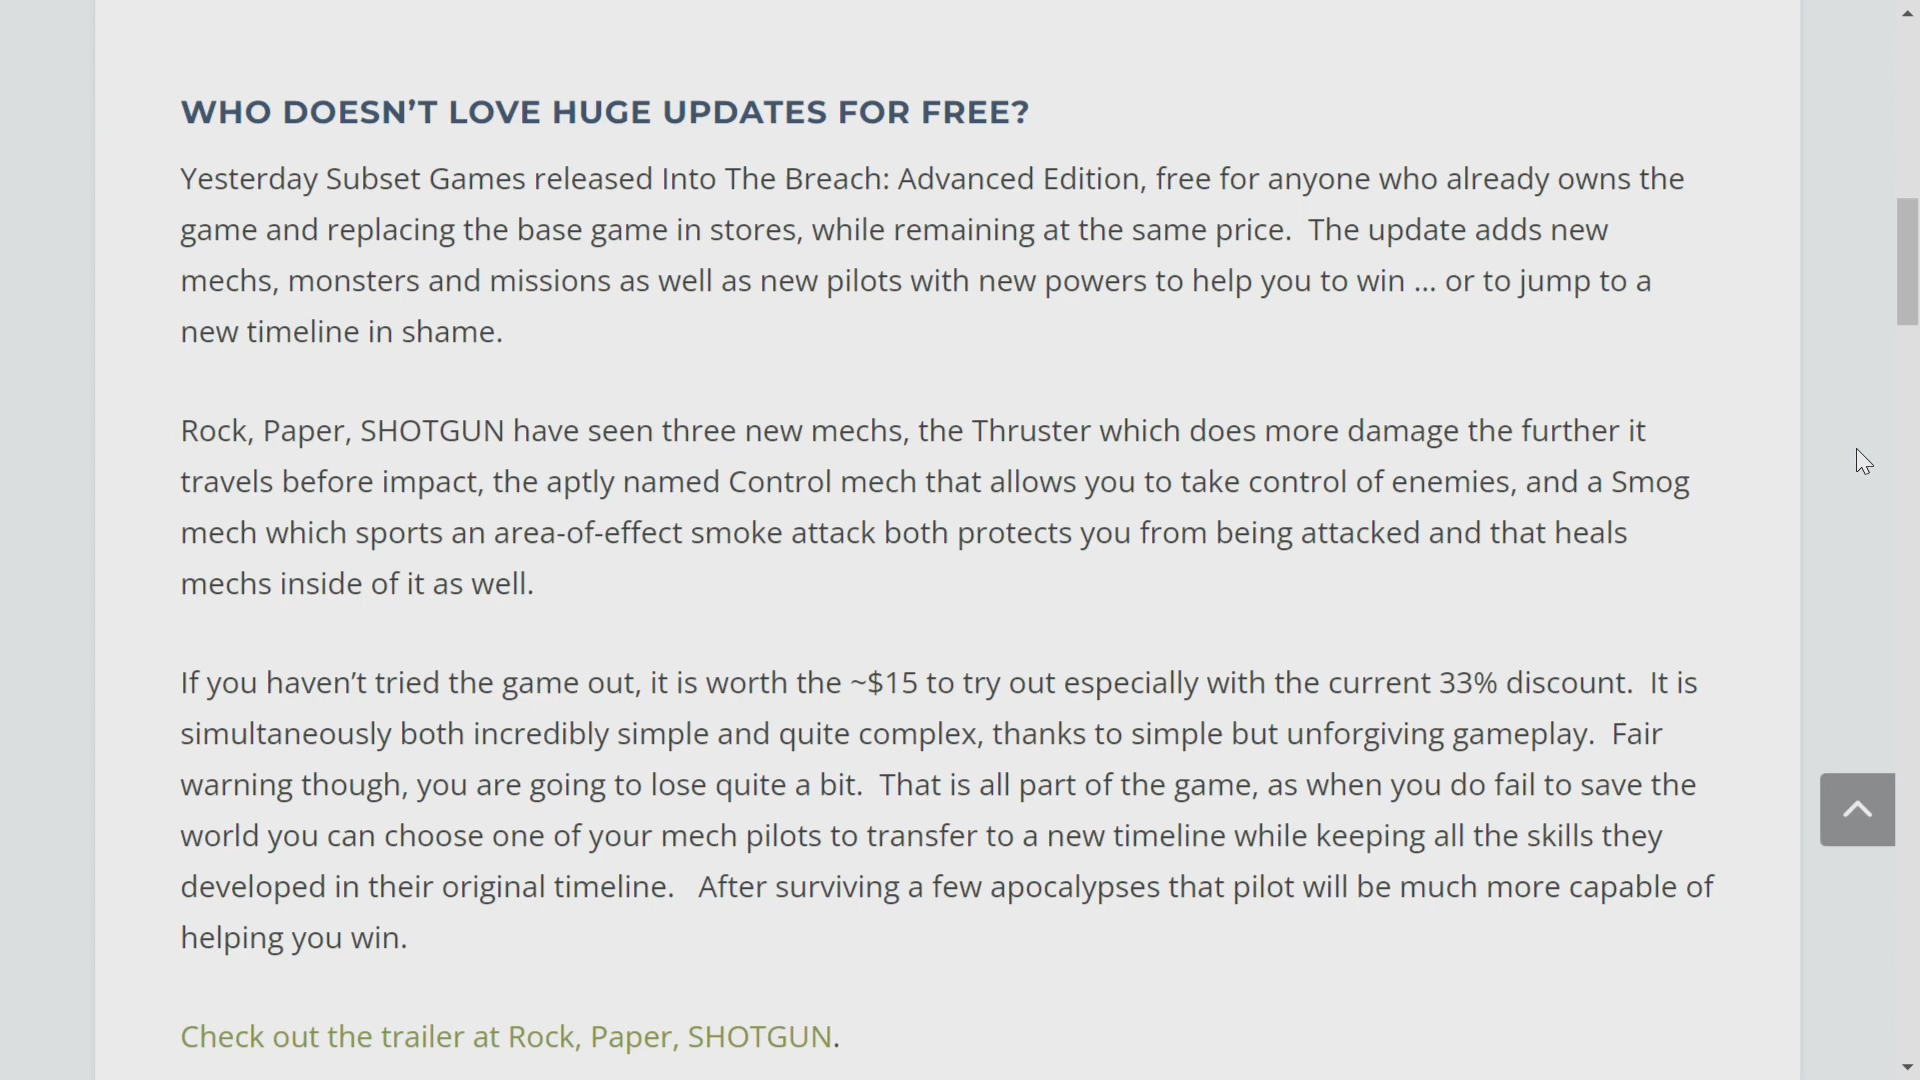 WHO DOESN’T LOVE HUGE UPDATES FOR FREE?
Yesterday Subset Games released Into The Breach: Advanced Edition, free for anyone who already owns the
game and replacing the base game in stores, while remaining at the same price.  The update adds new
mechs, monsters and missions as well as new pilots with new powers to help you to win … or to jump to a
new timeline in shame.
Rock, Paper, SHOTGUN have seen three new mechs, the Thruster which does more damage the further it
travels before impact, the aptly named Control mech that allows you to take control of enemies, and a Smog
mech which sports an area-of-effect smoke attack both protects you from being attacked and that heals
mechs inside of it as well.
If you haven’t tried the game out, it is worth the ~$15 to try out especially with the current 33% discount.  It is
simultaneously both incredibly simple and quite complex, thanks to simple but unforgiving gameplay.  Fair
warning though, you are going to lose quite a bit.  That is all part of the game, as when you do fail to save the
world you can choose one of your mech pilots to transfer to a new timeline while keeping all the skills they
developed in their original timeline.   After surviving a few apocalypses that pilot will be much more capable of
helping you win.
Check out the trailer at Rock, Paper, SHOTGUN.